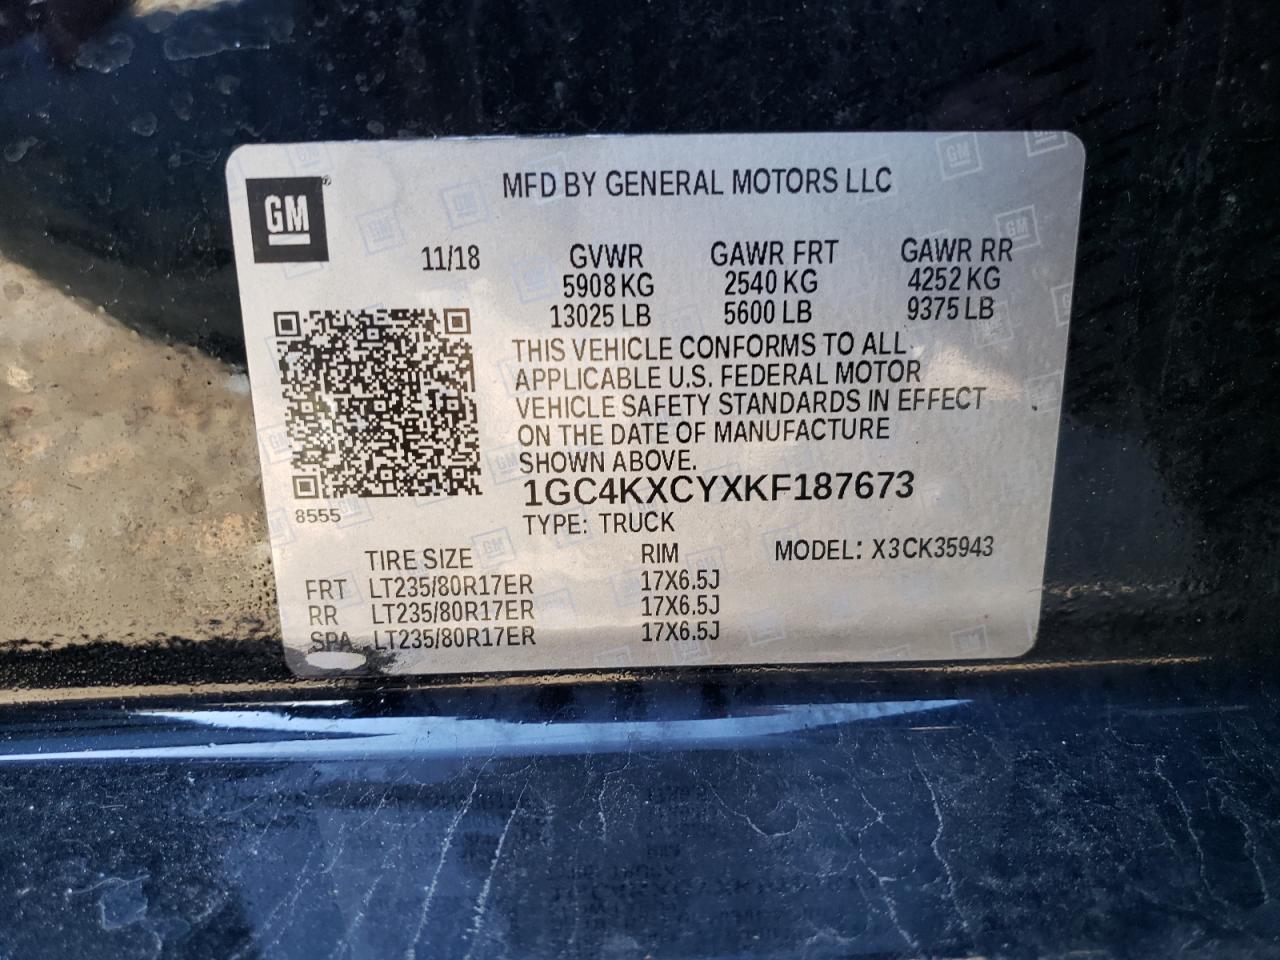 GM
MFD BY GENERAL MOTORS LLC
11/18 GVWR GAWR FRT GAWR RR
5908 KG 2540 KG 4252 KG
13025 LB 5600 LB 9375 LB
THIS VEHICLE CONFORMS TO ALL
APPLICABLE U.S. FEDERAL MOTOR
VEHICLE SAFETY STANDARDS IN EFFECT
ON THE DATE OF MANUFACTURE
SHOWN ABOVE.
1GC4KXCYXKF187673
8555
TYPE: TRUCK
TIRE SIZE RIM MODEL: X3CK35943
FRT LT235/80R17ER 17X6.5J
RR LT235/80R17ER 17X6.5J
SPA LT235/80R17ER 17X6.5J